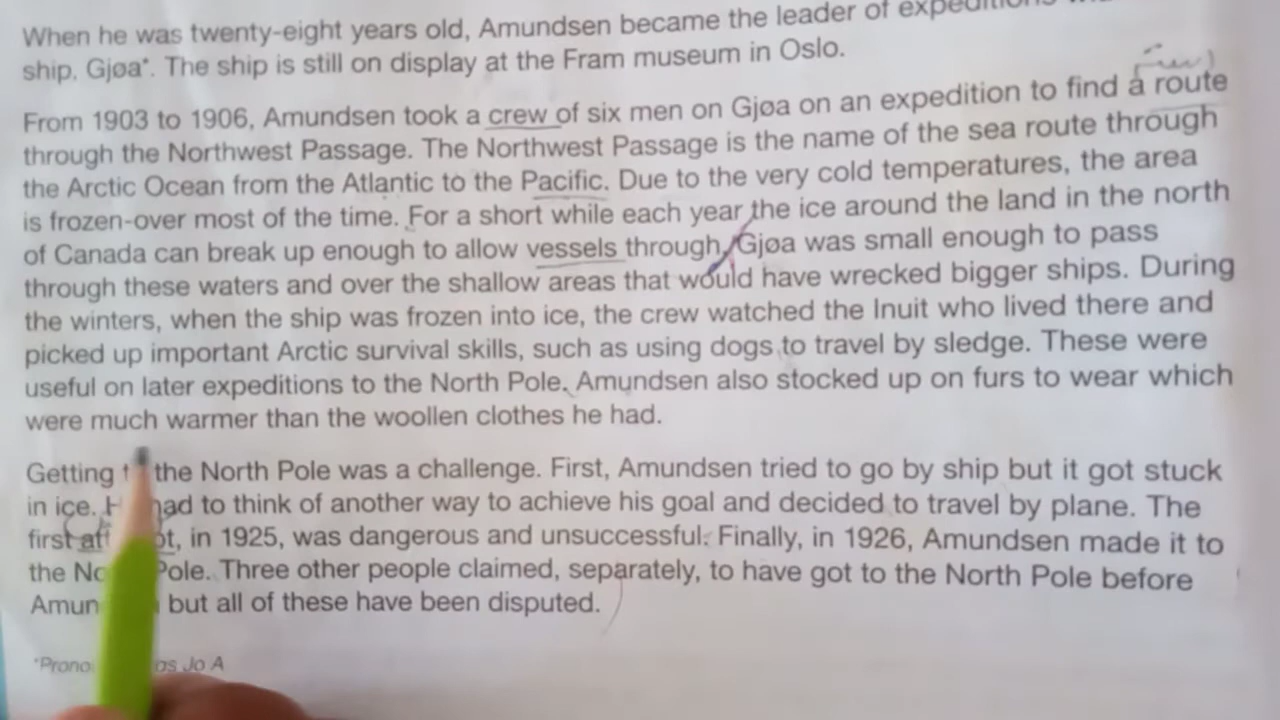 When he was twenty-eight years old, Amundsen became the leader of
ship. Gjøa*. The ship is still on display at the Fram museum in Oslo.
From 1903 to 1906, Amundsen took a crew of six men on Gjøa on an expedition to find a route
through the Northwest Passage. The Northwest Passage is the name of the sea route through
the Arctic Ocean from the Atlantic to the Pacific. Due to the very cold temperatures, the area
is frozen-over most of the time. For a short while each year the ice around the land in the north
of Canada can break up enough to allow vessels through. Gjøa was small enough to pass
through these waters and over the shallow areas that would have wrecked bigger ships. During
the winters, when the ship was frozen into ice, the crew watched the Inuit who lived there and
picked up important Arctic survival skills, such as using dogs to travel by sledge. These were
useful on later expeditions to the North Pole. Amundsen also stocked up on furs to wear which
were much warmer than the woollen clothes he had.
Getting the North Pole was a challenge. First, Amundsen tried to go by ship but it got stuck
in ice. had to think of another way to achieve his goal and decided to travel by plane. The
first in 1925, was dangerous and unsuccessful. Finally, in 1926, Amundsen made it to
the Pole. Three other people claimed, separately, to have got to the North Pole before
but all of these have been disputed.
as Jo A